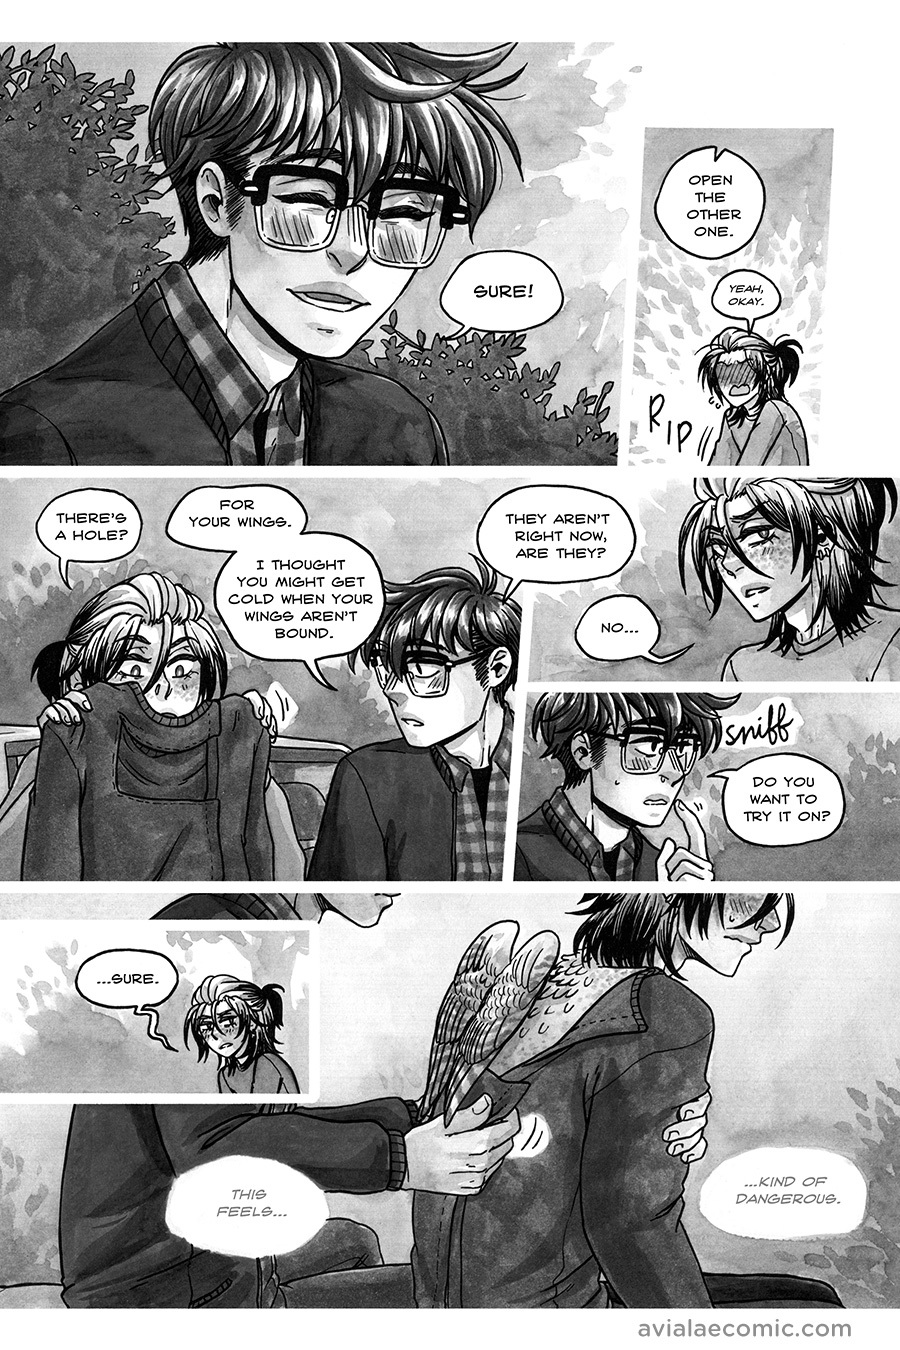 SURE!
OPEN
THE
OTHER
ONE.
YEAH,
OKAY.
RIP
THERE'S
A HOLE?
FOR
YOUR WINGS.
I THOUGHT
YOU MIGHT GET
COLD WHEN YOUR
WINGS AREN'T
BOUND.
THEY AREN'T
RIGHT NOW,
ARE THEY?
NO...
sniff
DO YOU
WANT TO
TRY IT ON?
...SURE.
THIS
FEELS...
...KIND OF
DANGEROUS.
avialaecomic.com